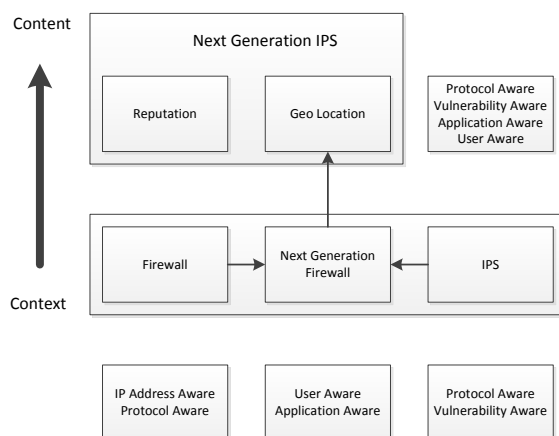 Content
Next Generation IPS
Reputation
Geo Location
Protocol Aware
Vulnerability Aware
Application Aware
User Aware
Firewall
Next Generation
Firewall
IPS
Context
IP Address Aware
Protocol Aware
User Aware
Application Aware
Protocol Aware
Vulnerability Aware